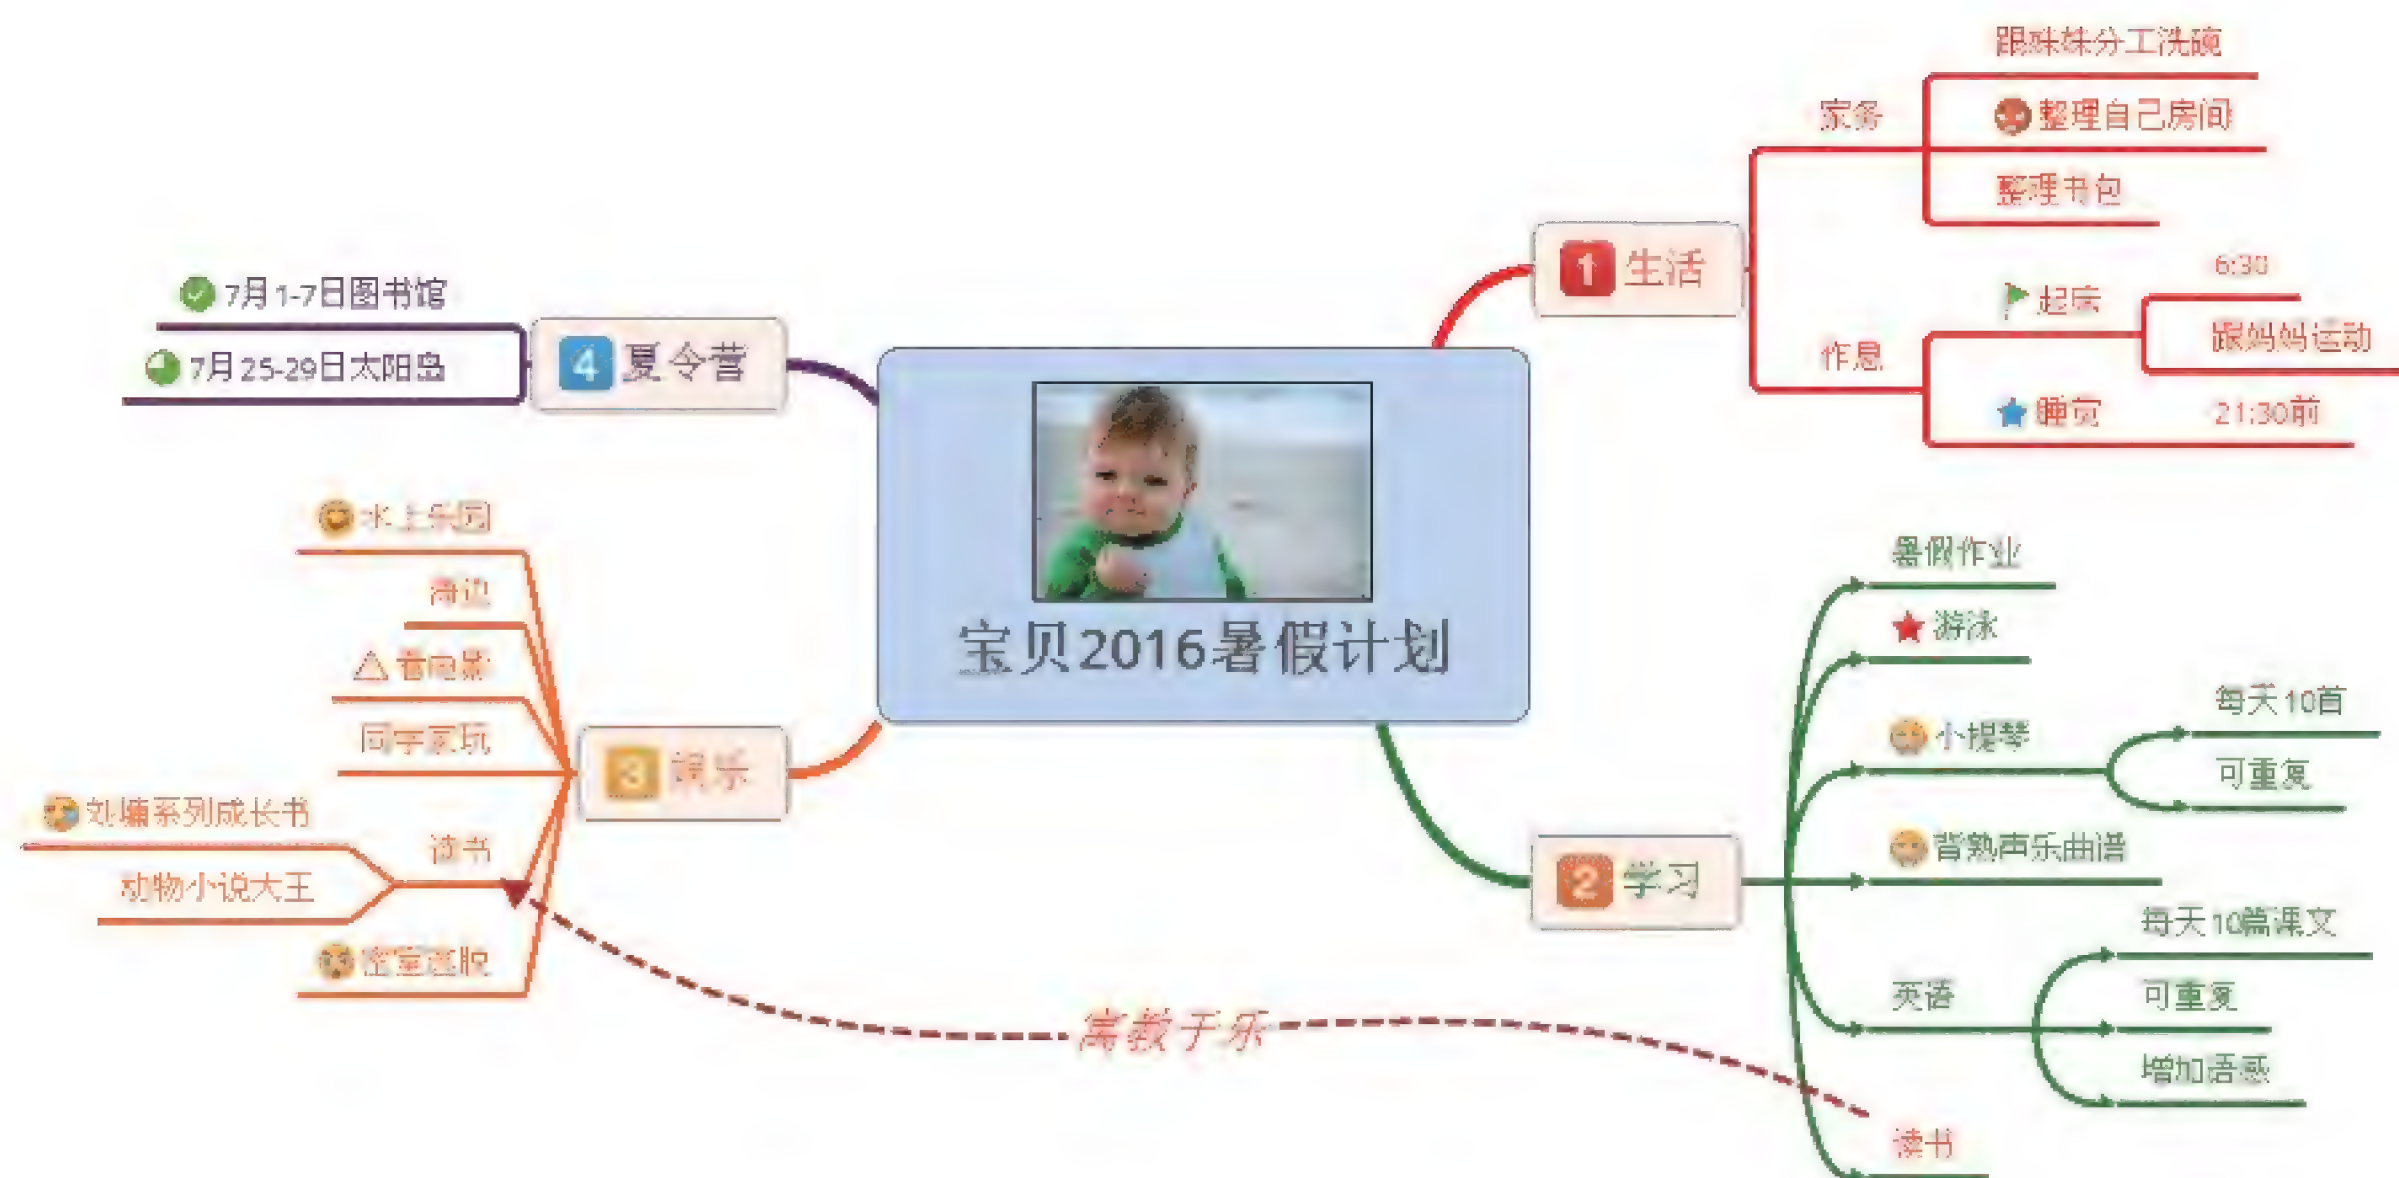 宝贝2016暑假计划
1 生活
家务
跟妹妹分工洗碗
整理自己房间
整理书包
作息
起床
6:30
跟妈妈运动
睡觉
21:30前
2 学习
暑假作业
游泳
小提琴
每天10首
可重复
背熟声乐曲谱
英语
每天10篇课文
可重复
增加语感
读书
寓教于乐
3 娱乐
水上乐园
海边
看电影
同学家玩
读书
刘墉系列成长书
动物小说大王
密室逃脱
4 夏令营
7月1-7日图书馆
7月25-29日太阳岛